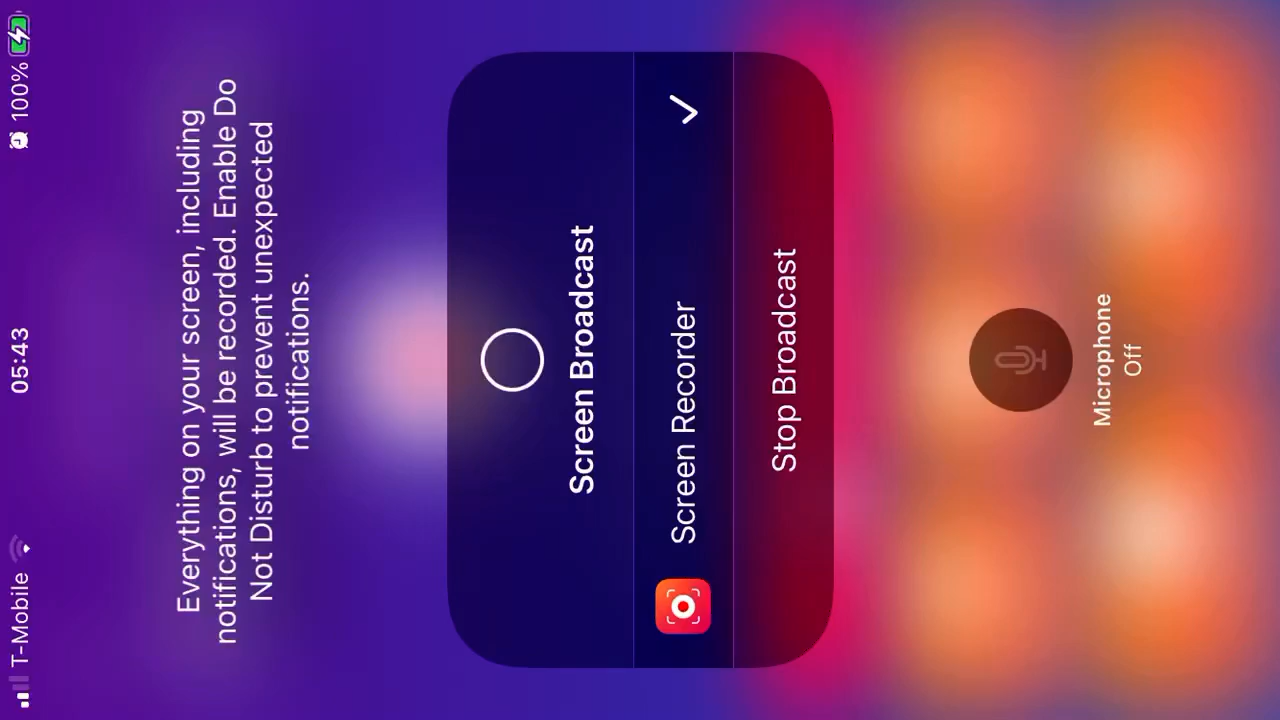 T-Mobile 05:43 100%
Everything on your screen, including
notifications, will be recorded. Enable Do
Not Disturb to prevent unexpected
notifications.
Screen Broadcast
Screen Recorder
Stop Broadcast
Microphone
Off